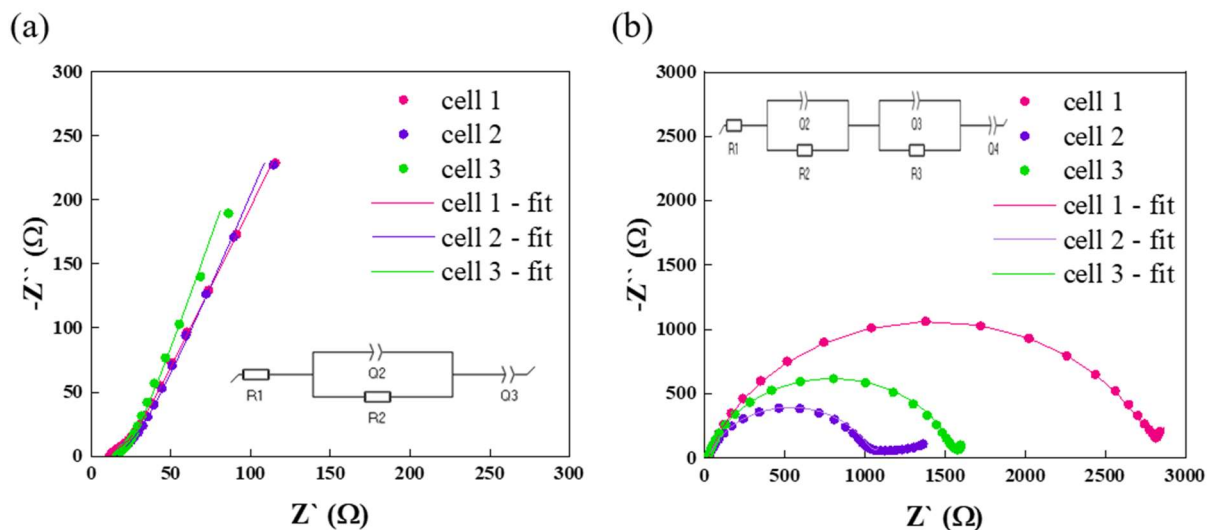 (a)
(b)
300
250
200
150
100
50
0
-Z`` (Ω)
cell 1
cell 2
cell 3
cell 1 - fit
cell 2 - fit
cell 3 - fit
R1
Q2
R2
Q3
0
50
100
150
200
250
300
Z` (Ω)
3000
2500
2000
1500
1000
500
0
-Z`` (Ω)
R1
Q2
R2
Q3
R3
Q4
cell 1
cell 2
cell 3
cell 1 - fit
cell 2 - fit
cell 3 - fit
0
500
1000
1500
2000
2500
3000
Z` (Ω)